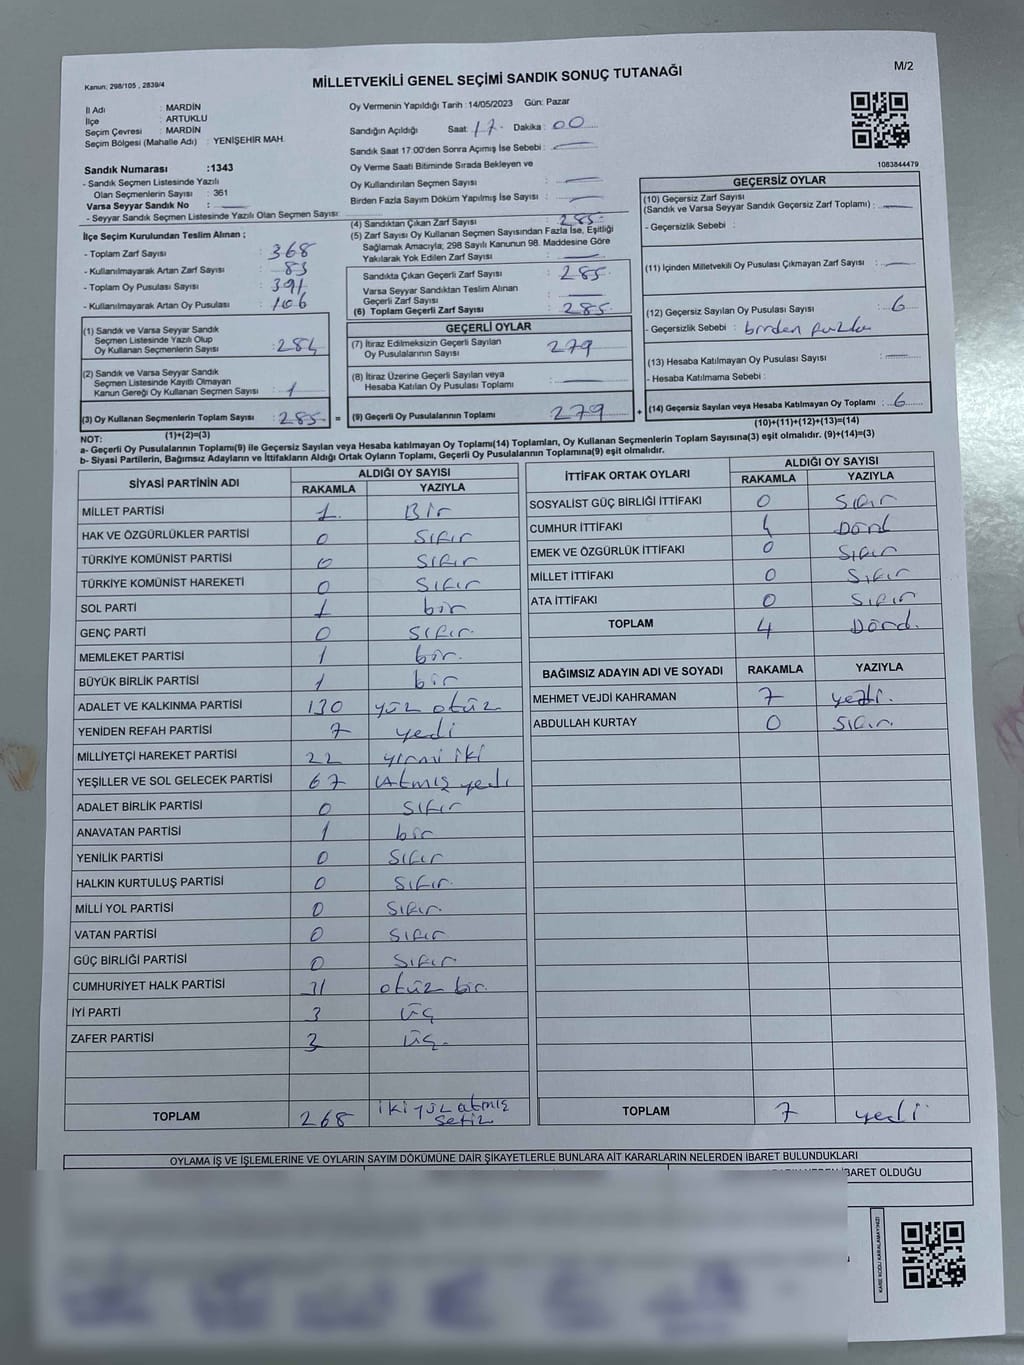 Kanun: 298/105 , 2839/4
MİLLETVEKİLİ GENEL SEÇİMİ SANDIK SONUÇ TUTANAĞI
M/2
İl Adı : MARDİN
İlçe : ARTUKLU
Seçim Çevresi : MARDİN
Seçim Bölgesi (Mahalle Adı) : YENİŞEHİR MAH.
Sandık Numarası :1343
- Sandık Seçmen Listesinde Yazılı
Olan Seçmenlerin Sayısı : 361
Varsa Seyyar Sandık No :
- Seyyar Sandık Seçmen Listesinde Yazılı Olan Seçmen Sayısı:
Oy Vermenin Yapıldığı Tarih : 14/05/2023 Gün: Pazar
Sandığın Açıldığı Saat: 17 Dakika : 00
Sandık Saat 17:00'den Sonra Açımış İse Sebebi :
Oy Verme Saati Bitiminde Sırada Bekleyen ve
Oy Kullandırılan Seçmen Sayısı :
Birden Fazla Sayım Döküm Yapılmış İse Sayısı :
1083844479
İlçe Seçim Kurulundan Teslim Alınan ;
- Toplam Zarf Sayısı : 368
- Kullanılmayarak Artan Zarf Sayısı : 83
- Toplam Oy Pusulası Sayısı : 391
- Kullanılmayarak Artan Oy Pusulası : 106
(1) Sandık ve Varsa Seyyar Sandık
Seçmen Listesinde Yazılı Olup
Oy Kullanan Seçmenlerin Sayısı : 284
(2) Sandık ve Varsa Seyyar Sandık
Seçmen Listesinde Kayıtlı Olmayan
Kanun Gereği Oy Kullanan Seçmen Sayısı : 1
(3) Oy Kullanan Seçmenlerin Toplam Sayısı : 285 =
(1)+(2)=(3)
(4) Sandıktan Çıkan Zarf Sayısı : 285
(5) Zarf Sayısı Oy Kullanan Seçmen Sayısından Fazla İse, Eşitliği
Sağlamak Amacıyla; 298 Sayılı Kanunun 98. Maddesine Göre
Yakılarak Yok Edilen Zarf Sayısı :
Sandıkta Çıkan Geçerli Zarf Sayısı : 285
Varsa Seyyar Sandıktan Teslim Alınan
Geçerli Zarf Sayısı :
(6) Toplam Geçerli Zarf Sayısı : 285
GEÇERLİ OYLAR
(7) İtiraz Edilmeksizin Geçerli Sayılan
Oy Pusulalarının Sayısı : 279
(8) İtiraz Üzerine Geçerli Sayılan veya
Hesaba Katılan Oy Pusulası Toplamı :
(9) Geçerli Oy Pusulalarının Toplamı : 279 +
GEÇERSİZ OYLAR
(10) Geçersiz Zarf Sayısı
(Sandık ve Varsa Seyyar Sandık Geçersiz Zarf Toplamı) :
- Geçersizlik Sebebi :
(11) İçinden Milletvekili Oy Pusulası Çıkmayan Zarf Sayısı :
(12) Geçersiz Sayılan Oy Pusulası Sayısı : 6
- Geçersizlik Sebebi : birden fazla
(13) Hesaba Katılmayan Oy Pusulası Sayısı :
- Hesaba Katılmama Sebebi :
(14) Geçersiz Sayılan veya Hesaba Katılmayan Oy Toplamı : 6
(10)+(11)+(12)+(13)=(14)
NOT:
a- Geçerli Oy Pusulalarının Toplamı(9) ile Geçersiz Sayılan veya Hesaba katılmayan Oy Toplamı(14) Toplamları, Oy Kullanan Seçmenlerin Toplam Sayısına(3) eşit olmalıdır. (9)+(14)=(3)
b- Siyasi Partilerin, Bağımsız Adayların ve İttifakların Aldığı Ortak Oyların Toplamı, Geçerli Oy Pusulalarının Toplamına(9) eşit olmalıdır.
SİYASİ PARTİNİN ADI ALDIĞI OY SAYISI
RAKAMLA YAZIYLA
MİLLET PARTİSİ 1 Bir
HAK VE ÖZGÜRLÜKLER PARTİSİ 0 Sıfır
TÜRKİYE KOMÜNİST PARTİSİ 0 Sıfır
TÜRKİYE KOMÜNİST HAREKETİ 0 Sıfır
SOL PARTİ 1 bir
GENÇ PARTİ 0 Sıfır
MEMLEKET PARTİSİ 1 bir
BÜYÜK BİRLİK PARTİSİ 1 bir
ADALET VE KALKINMA PARTİSİ 130 yüz otuz
YENİDEN REFAH PARTİSİ 7 yedi
MİLLİYETÇİ HAREKET PARTİSİ 22 yirmi iki
YEŞİLLER VE SOL GELECEK PARTİSİ 67 Atmış yedi
ADALET BİRLİK PARTİSİ 0 Sıfır
ANAVATAN PARTİSİ 1 bir
YENİLİK PARTİSİ 0 Sıfır
HALKIN KURTULUŞ PARTİSİ 0 Sıfır
MİLLİ YOL PARTİSİ 0 Sıfır
VATAN PARTİSİ 0 Sıfır
GÜÇ BİRLİĞİ PARTİSİ 0 Sıfır
CUMHURİYET HALK PARTİSİ 31 otuz bir
İYİ PARTİ 3 üç
ZAFER PARTİSİ 3 üç
TOPLAM 268 iki yüz atmış sekiz
İTTİFAK ORTAK OYLARI ALDIĞI OY SAYISI
RAKAMLA YAZIYLA
SOSYALİST GÜÇ BİRLİĞİ İTTİFAKI 0 Sıfır
CUMHUR İTTİFAKI 4 Dörd
EMEK VE ÖZGÜRLÜK İTTİFAKI 0 Sıfır
MİLLET İTTİFAKI 0 Sıfır
ATA İTTİFAKI 0 Sıfır
TOPLAM 4 Dörd.
BAĞIMSIZ ADAYIN ADI VE SOYADI RAKAMLA YAZIYLA
MEHMET VEJDİ KAHRAMAN 7 yedi.
ABDULLAH KURTAY 0 Sıfır.
TOPLAM 7 yedi
OYLAMA İŞ VE İŞLEMLERİNE VE OYLARIN SAYIM DÖKÜMÜNE DAİR ŞİKAYETLERLE BUNLARA AİT KARARLARIN NELERDEN İBARET BULUNDUKLARI
İBARET OLDUĞU
KARE KODU KARALAMAYINIZ!